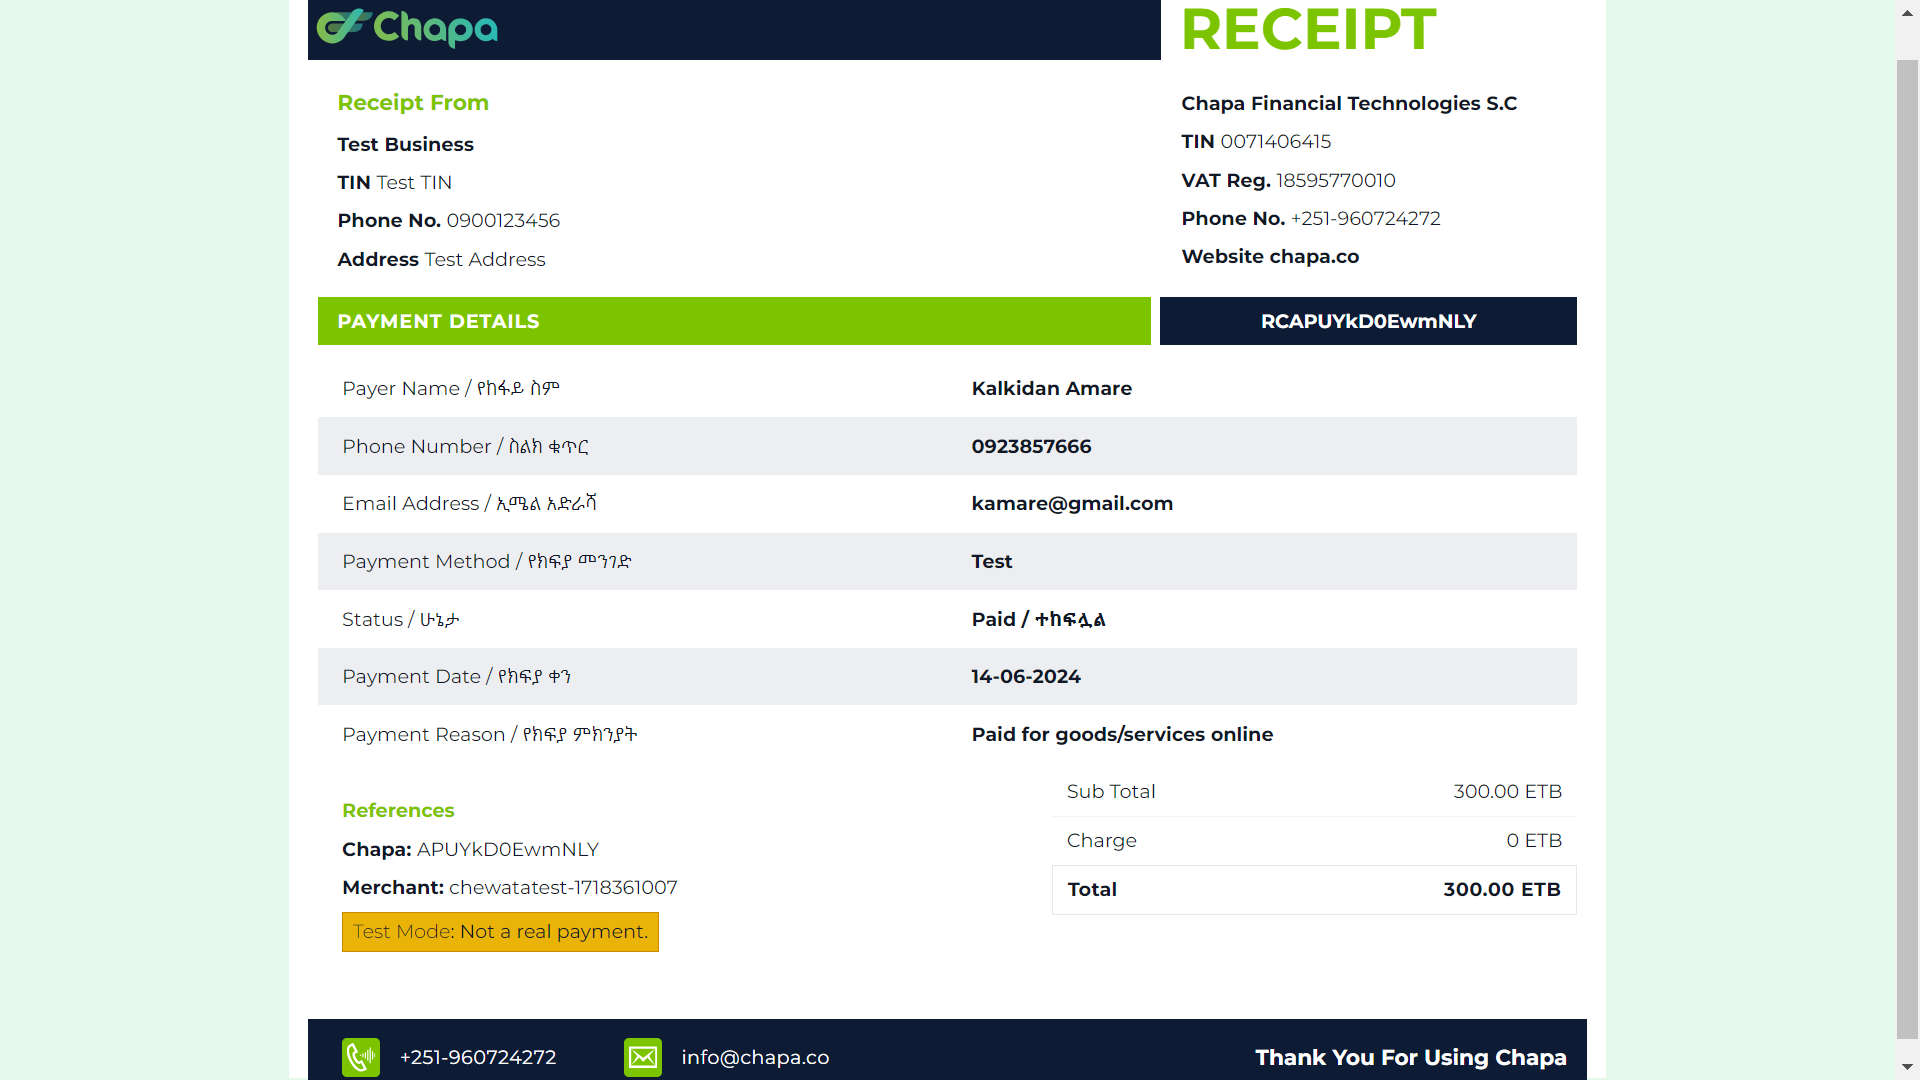 Chapa
RECEIPT
Receipt From
Test Business
TIN Test TIN
Phone No. 0900123456
Address Test Address
Chapa Financial Technologies S.C
TIN 0071406415
VAT Reg. 18595770010
Phone No. +251-960724272
Website chapa.co
PAYMENT DETAILS
RCAPUYkD0EwmNLY
Payer Name / የከፋይ ስም
Kalkidan Amare
Phone Number / ስልክ ቁጥር
0923857666
Email Address / ኢሜል አድራሻ
kamare@gmail.com
Payment Method / የክፍያ መንገድ
Test
Status / ሁኔታ
Paid / ተከፍሏል
Payment Date / የክፍያ ቀን
14-06-2024
Payment Reason / የክፍያ ምክንያት
Paid for goods/services online
Sub Total 300.00 ETB
Charge 0 ETB
Total 300.00 ETB
References
Chapa: APUYkD0EwmNLY
Merchant: chewatatest-1718361007
Test Mode: Not a real payment.
+251-960724272
info@chapa.co
Thank You For Using Chapa